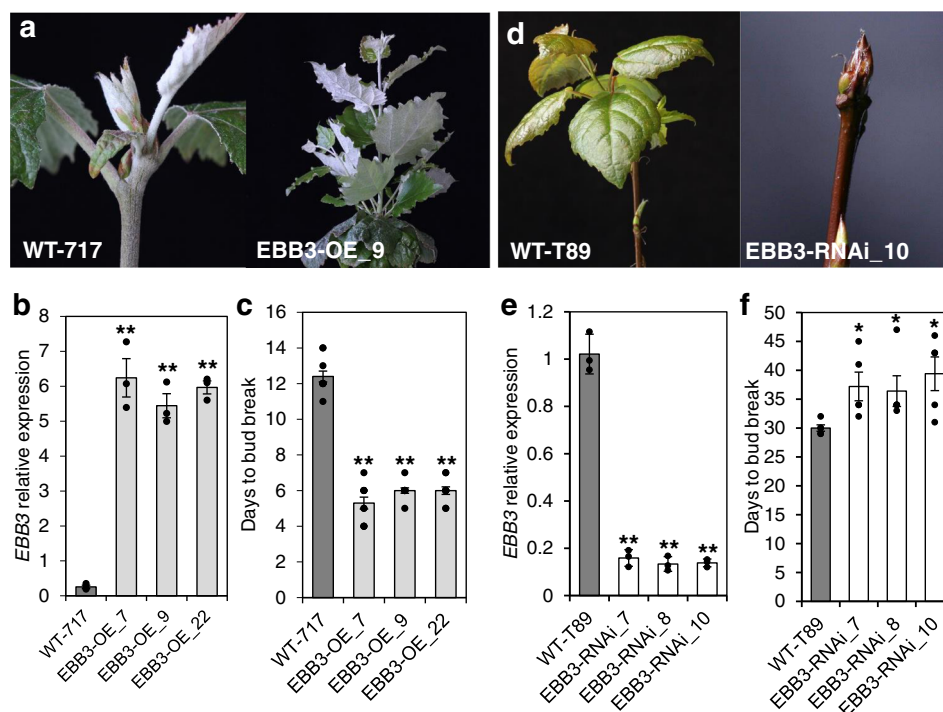 a
WT-717
EBB3-OE_9
d
WT-T89
EBB3-RNAi_10
b
EBB3 relative expression
8
7
6
5
4
3
2
1
0
**
**
**
WT-717
EBB3-OE_7
EBB3-OE_9
EBB3-OE_22
c
Days to bud break
16
14
12
10
8
6
4
2
0
**
**
**
WT-717
EBB3-OE_7
EBB3-OE_9
EBB3-OE_22
e
EBB3 relative expression
1.2
1
0.8
0.6
0.4
0.2
0
**
**
**
WT-T89
EBB3-RNAi_7
EBB3-RNAi_8
EBB3-RNAi_10
f
Days to bud break
50
45
40
35
30
25
20
15
10
5
0
*
*
*
WT-T89
EBB3-RNAi_7
EBB3-RNAi_8
EBB3-RNAi_10